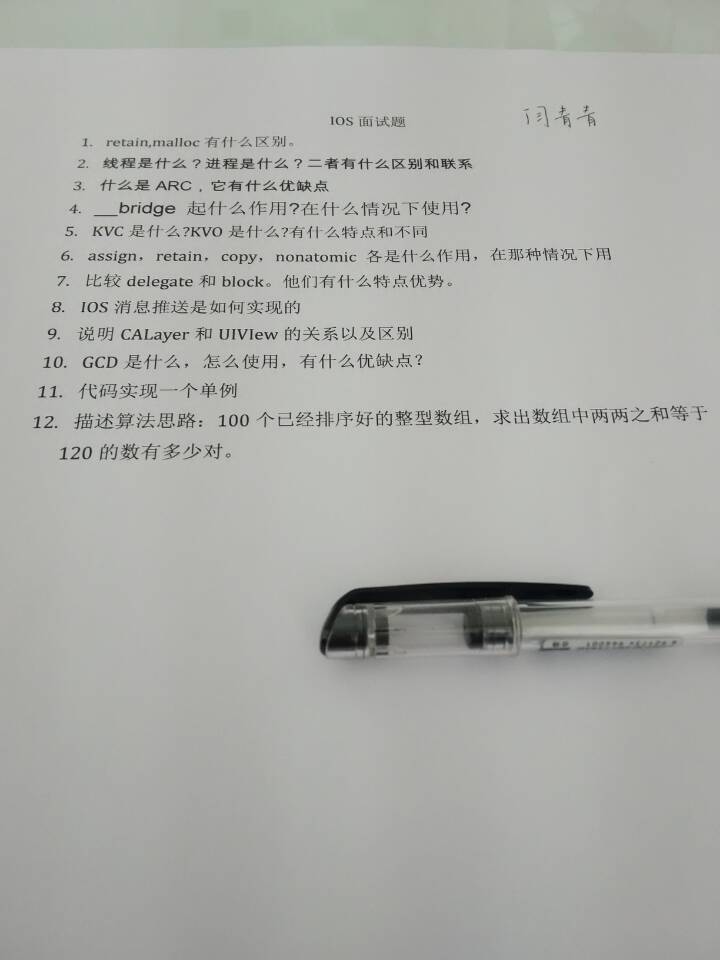 IOS 面试题
闫青青
1. retain,malloc 有什么区别。
2. 线程是什么？进程是什么？二者有什么区别和联系
3. 什么是 ARC，它有什么优缺点
4. __bridge 起什么作用?在什么情况下使用?
5. KVC 是什么?KVO 是什么?有什么特点和不同
6. assign，retain，copy，nonatomic 各是什么作用，在那种情况下用
7. 比较 delegate 和 block。他们有什么特点优势。
8. IOS 消息推送是如何实现的
9. 说明 CALayer 和 UIVIew 的关系以及区别
10. GCD 是什么，怎么使用，有什么优缺点？
11. 代码实现一个单例
12. 描述算法思路：100 个已经排序好的整型数组，求出数组中两两之和等于
120 的数有多少对。